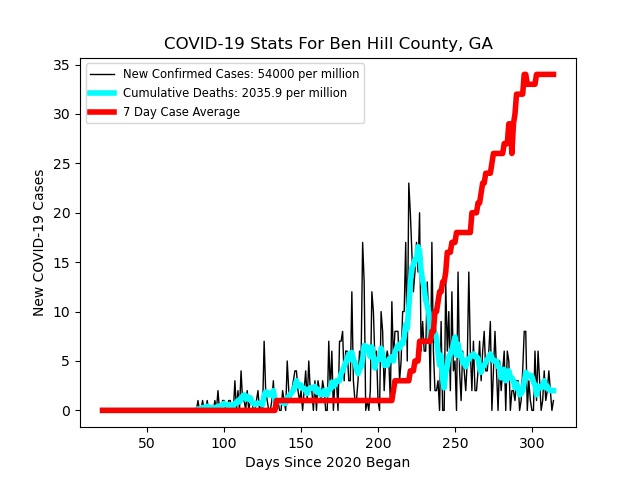 COVID-19 Stats For Ben Hill County, GA
New Confirmed Cases: 54000 per million
Cumulative Deaths: 2035.9 per million
7 Day Case Average
New COVID-19 Cases
35
30
25
20
15
10
5
0
50 100 150 200 250 300
Days Since 2020 Began